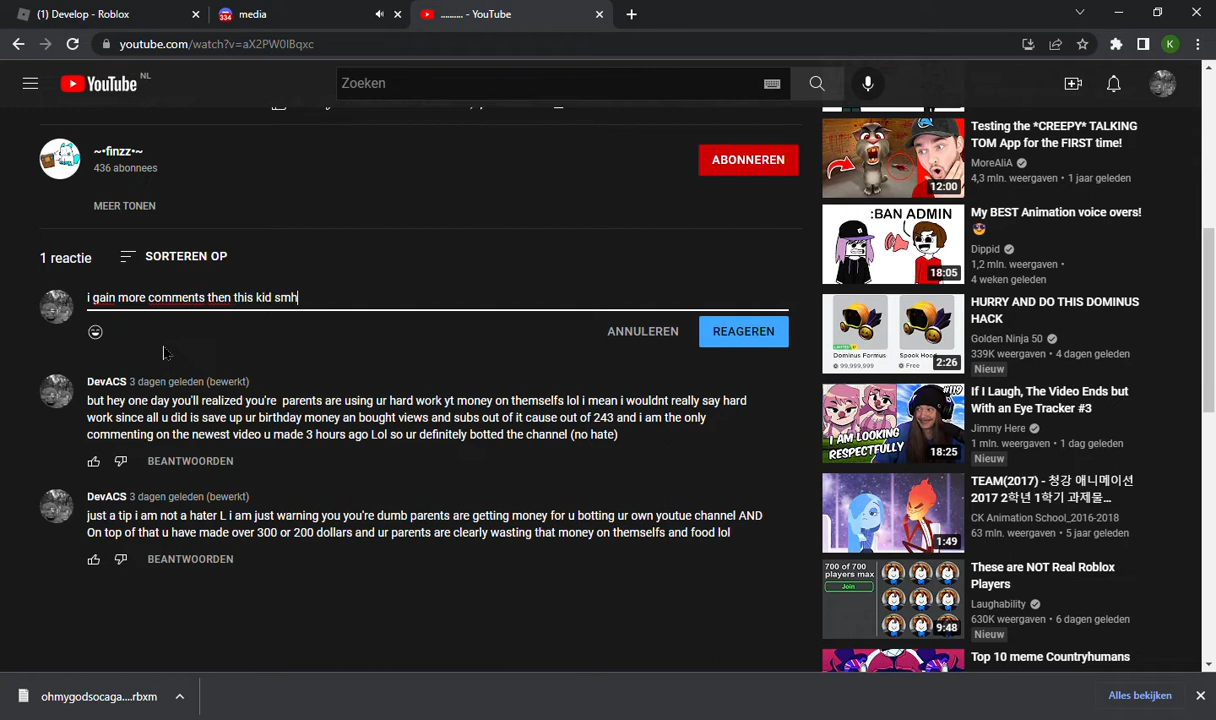 (1) Develop - Roblox
334
media
.......... - YouTube
youtube.com/watch?v=aX2PW0IBqxc
K
YouTube NL
Zoeken
~•finzz•~
436 abonnees
ABONNEREN
MEER TONEN
1 reactie
SORTEREN OP
i gain more comments then this kid smh
ANNULEREN
REAGEREN
DevACS 3 dagen geleden (bewerkt)
but hey one day you'll realized you're parents are using ur hard work yt money on themselfs lol i mean i wouldnt really say hard
work since all u did is save up ur birthday money an bought views and subs out of it cause out of 243 and i am the only
commenting on the newest video u made 3 hours ago Lol so ur definitely botted the channel (no hate)
BEANTWOORDEN
DevACS 3 dagen geleden (bewerkt)
just a tip i am not a hater L i am just warning you you're dumb parents are getting money for u botting ur own youtue channel AND
On top of that u have made over 300 or 200 dollars and ur parents are clearly wasting that money on themselfs and food lol
BEANTWOORDEN
12:00
Testing the *CREEPY* TALKING
TOM App for the FIRST time!
MoreAliA
4,3 mln. weergaven • 1 jaar geleden
:BAN ADMIN
18:05
My BEST Animation voice overs!
Dippid
1,2 mln. weergaven •
4 weken geleden
Dominus Formus
99,999,999
Spook
Free
2:26
HURRY AND DO THIS DOMINUS
HACK
Golden Ninja 50
339K weergaven • 4 dagen geleden
Nieuw
#119
I AM LOOKING
RESPECTFULLY
18:25
If I Laugh, The Video Ends but
With an Eye Tracker #3
Jimmy Here
1 mln. weergaven • 1 dag geleden
Nieuw
1:49
TEAM(2017) - 청강 애니메이션
2017 2학년 1학기 과제물...
CK Animation School_2016-2018
63 mln. weergaven • 5 jaar geleden
700 of 700
players max
Join
9:48
These are NOT Real Roblox
Players
Laughability
630K weergaven • 6 dagen geleden
Nieuw
Top 10 meme Countryhumans
ohmygodsocaga....rbxm
Alles bekijken